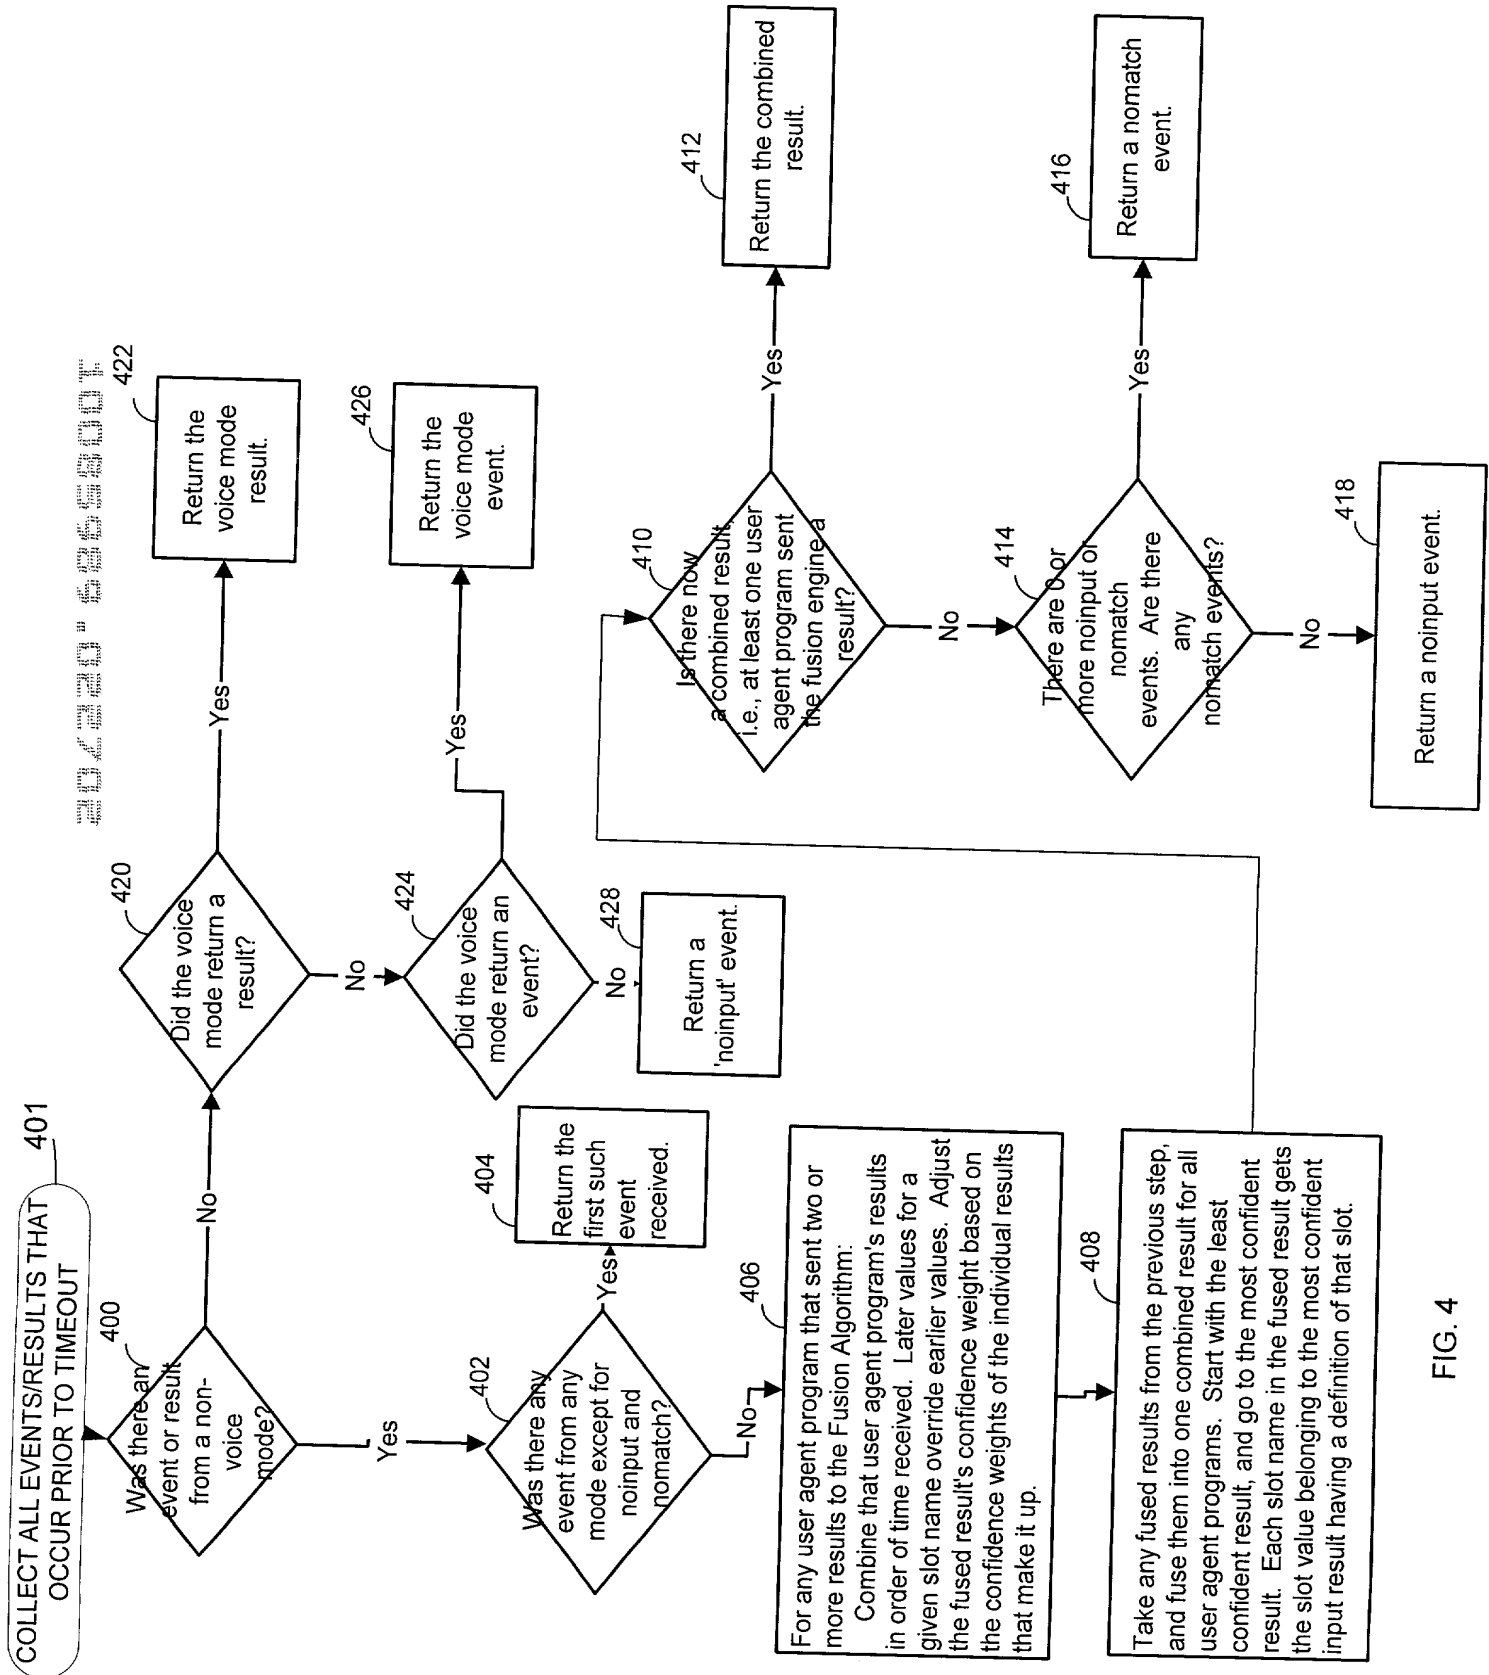 COLLECT ALL EVENTS/RESULTS THAT
OCCUR PRIOR TO TIMEOUT
401
400
Was there an
event or result
from a non-
voice
mode?
No
Yes
420
Did the voice
mode return a
result?
Yes
422
Return the
voice mode
result.
No
424
Did the voice
mode return an
event?
Yes
426
Return the
voice mode
event.
No
428
Return a
'noinput' event.
402
Was there any
event from any
mode except for
noinput and
nomatch?
Yes
404
Return the
first such
event
received.
No
406
For any user agent program that sent two or
more results to the Fusion Algorithm:
Combine that user agent program's results
in order of time received. Later values for a
given slot name override earlier values. Adjust
the fused result's confidence weight based on
the confidence weights of the individual results
that make it up.
408
Take any fused results from the previous step,
and fuse them into one combined result for all
user agent programs. Start with the least
confident result, and go to the most confident
result. Each slot name in the fused result gets
the slot value belonging to the most confident
input result having a definition of that slot.
410
Is there now
a combined result,
i.e., at least one user
agent program sent
the fusion engine a
result?
Yes
412
Return the combined
result.
No
414
There are 0 or
more noinput or
nomatch
events. Are there
any
nomatch events?
Yes
416
Return a nomatch
event.
No
418
Return a noinput event.
FIG. 4